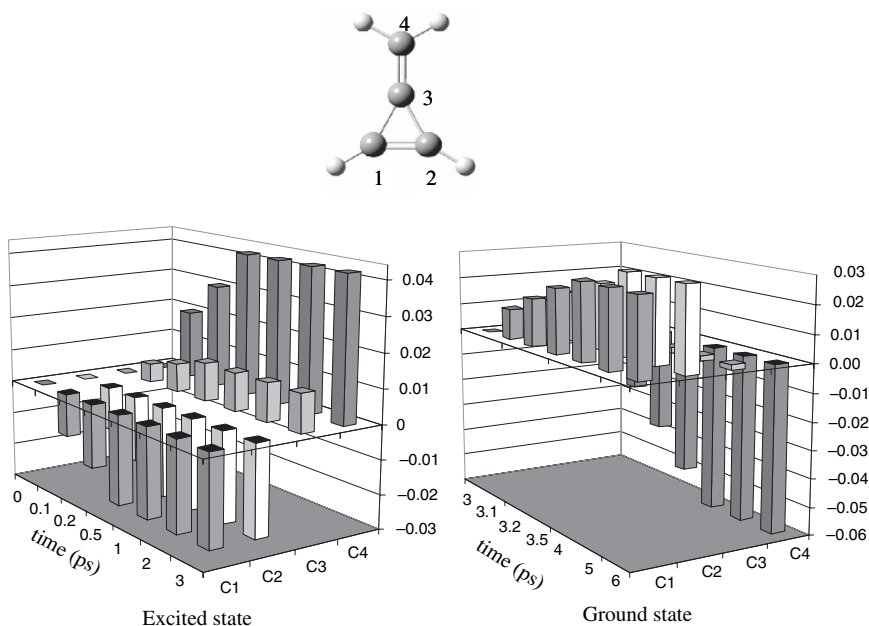 4
3
1 2
0.04
0.03
0.02
0.01
0
−0.01
−0.02
−0.03
0
0.1
0.2
0.5
1
2
3
time (ps)
C1
C2
C3
C4
Excited state
0.03
0.02
0.01
0.00
−0.01
−0.02
−0.03
−0.04
−0.05
−0.06
3
3.1
3.2
3.5
4
5
6
time (ps)
C1
C2
C3
C4
Ground state